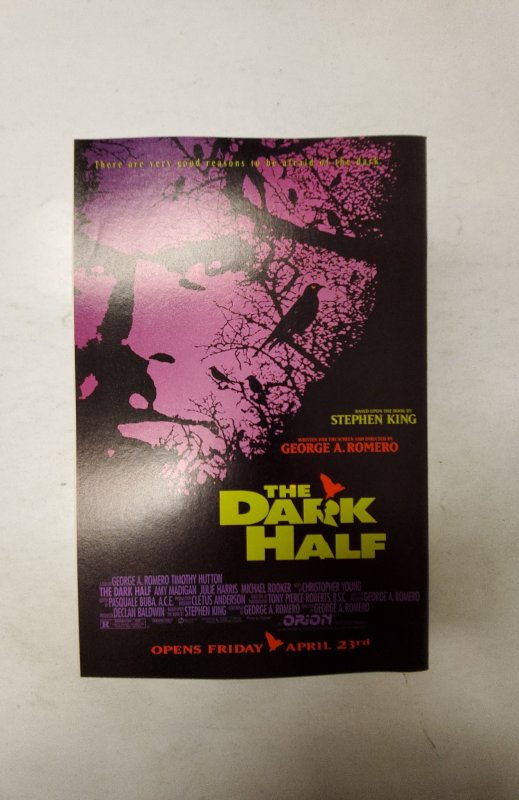 There are very good reasons to be afraid of the dark.
BASED UPON THE BOOK BY
STEPHEN KING
WRITTEN FOR THE SCREEN AND DIRECTED BY
GEORGE A. ROMERO
THE
DARK
HALF
GEORGE A. ROMERO TIMOTHY HUTTON
THE DARK HALF AMY MADIGAN JULIE HARRIS MICHAEL ROOKER CHRISTOPHER YOUNG
PASQUALE BUBA A.C.E. CLETUS ANDERSON TONY PIERCE-ROBERTS B.S.C. GEORGE A. ROMERO
DECLAN BALDWIN STEPHEN KING GEORGE A. ROMERO GEORGE A. ROMERO
R ORION
OPENS FRIDAY APRIL 23rd